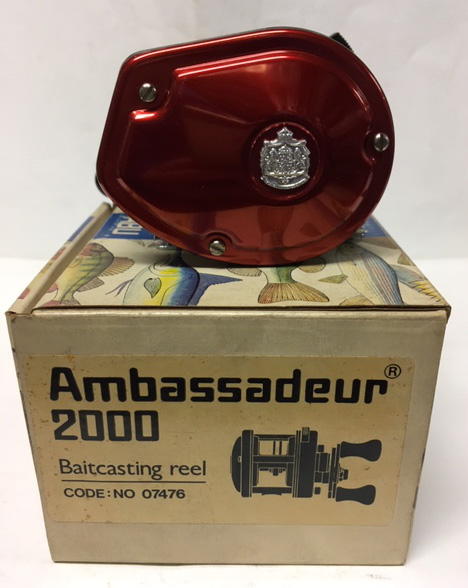 Ambassadeur®
2000
Baitcasting reel
CODE:NO 07476